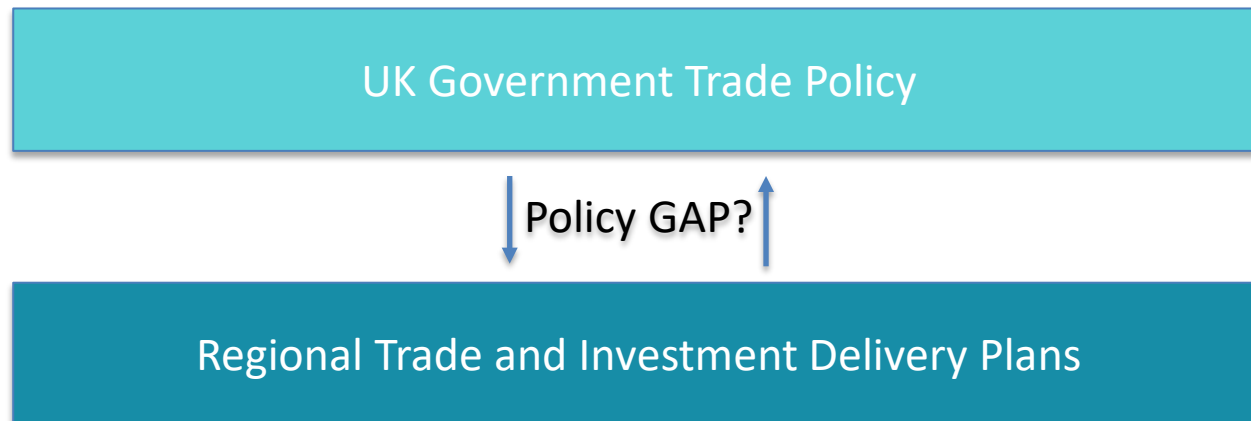 UK Government Trade Policy
Policy GAP?
Regional Trade and Investment Delivery Plans